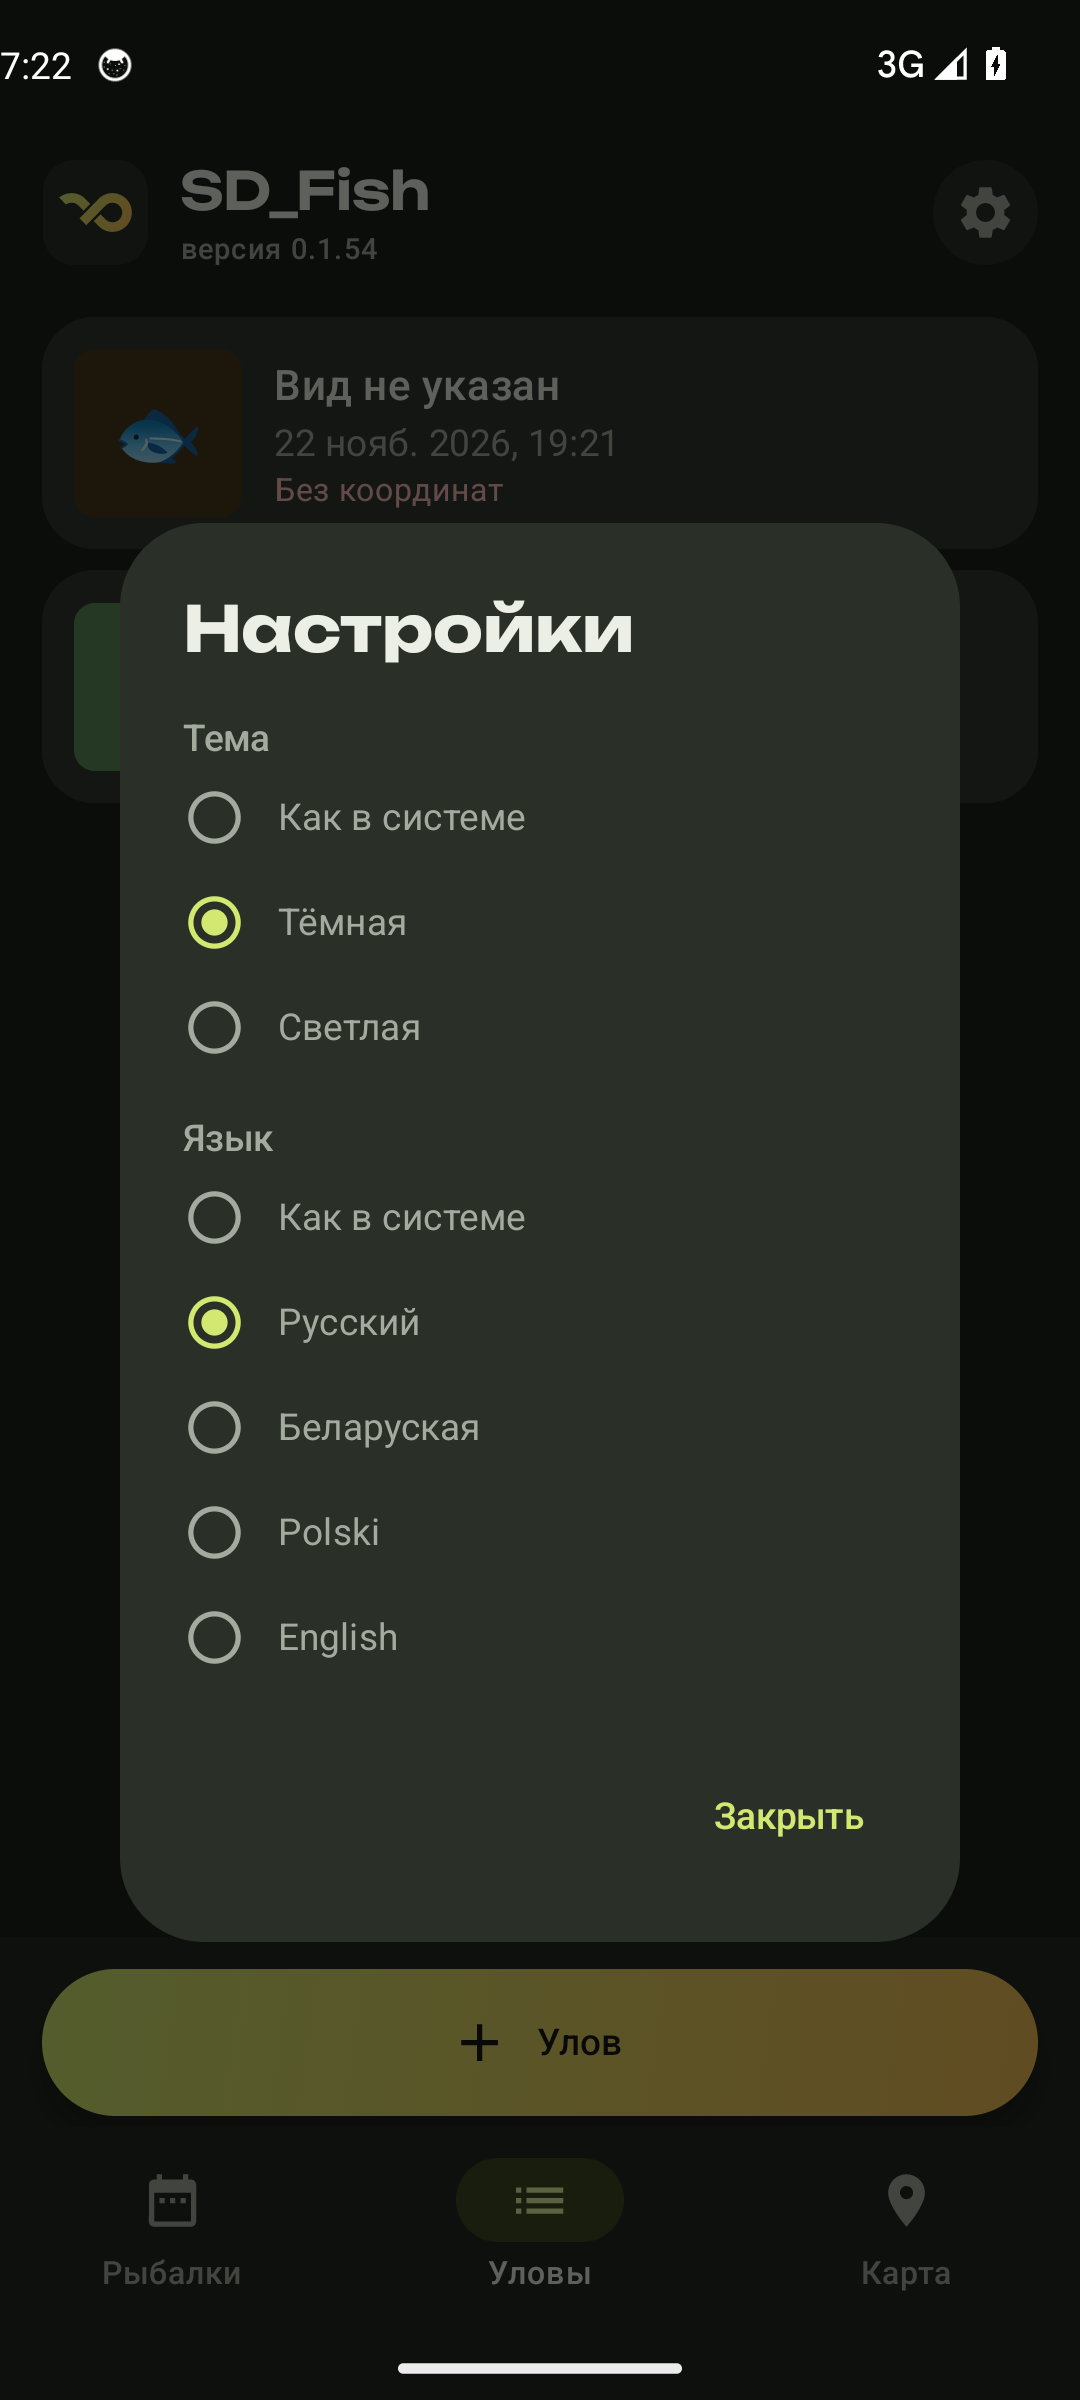 7:22
3G
SD_Fish
версия 0.1.54
Вид не указан
22 нояб. 2026, 19:21
Без координат
Настройки
Тема
Как в системе
Тёмная
Светлая
Язык
Как в системе
Русский
Беларуская
Polski
English
Закрыть
Улов
Рыбалки
Уловы
Карта